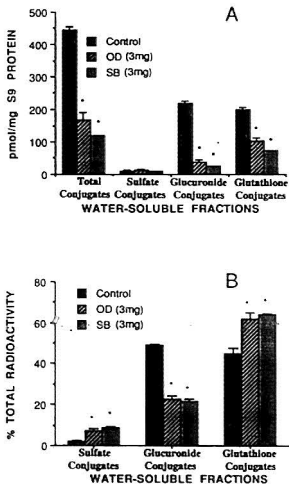 A
500
400
300
200
100
0
pmol/mg S9 PROTEIN
Control
OD (3mg)
SB (3mg)
Total Sulfate Glucuronide Glutathione
Conjugates Conjugates Conjugates Conjugates
WATER-SOLUBLE FRACTIONS
B
80
60
40
20
0
% TOTAL RADIOACTIVITY
Control
OD (3mg)
SB (3mg)
Sulfate Glucuronide Glutathione
Conjugates Conjugates Conjugates
WATER-SOLUBLE FRACTIONS